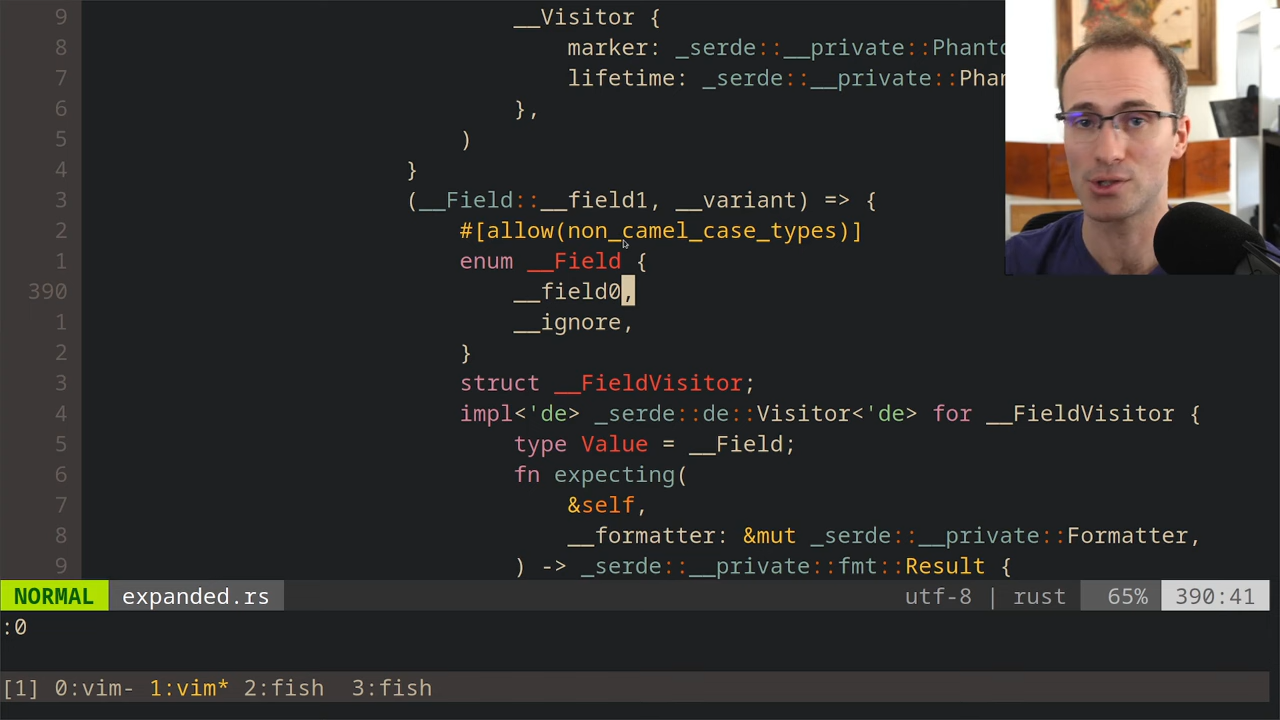 9 __Visitor {
8 marker: _serde::__private::Phanto
7 lifetime: _serde::__private::Phan
6 },
5 )
4 }
3 (__Field::__field1, __variant) => {
2 #[allow(non_camel_case_types)]
1 enum __Field {
390 __field0,
1 __ignore,
2 }
3 struct __FieldVisitor;
4 impl<'de> _serde::de::Visitor<'de> for __FieldVisitor {
5 type Value = __Field;
6 fn expecting(
7 &self,
8 __formatter: &mut _serde::__private::Formatter,
9 ) -> _serde::__private::fmt::Result {
NORMAL expanded.rs utf-8 | rust 65% 390:41
:0
[1] 0:vim- 1:vim* 2:fish 3:fish